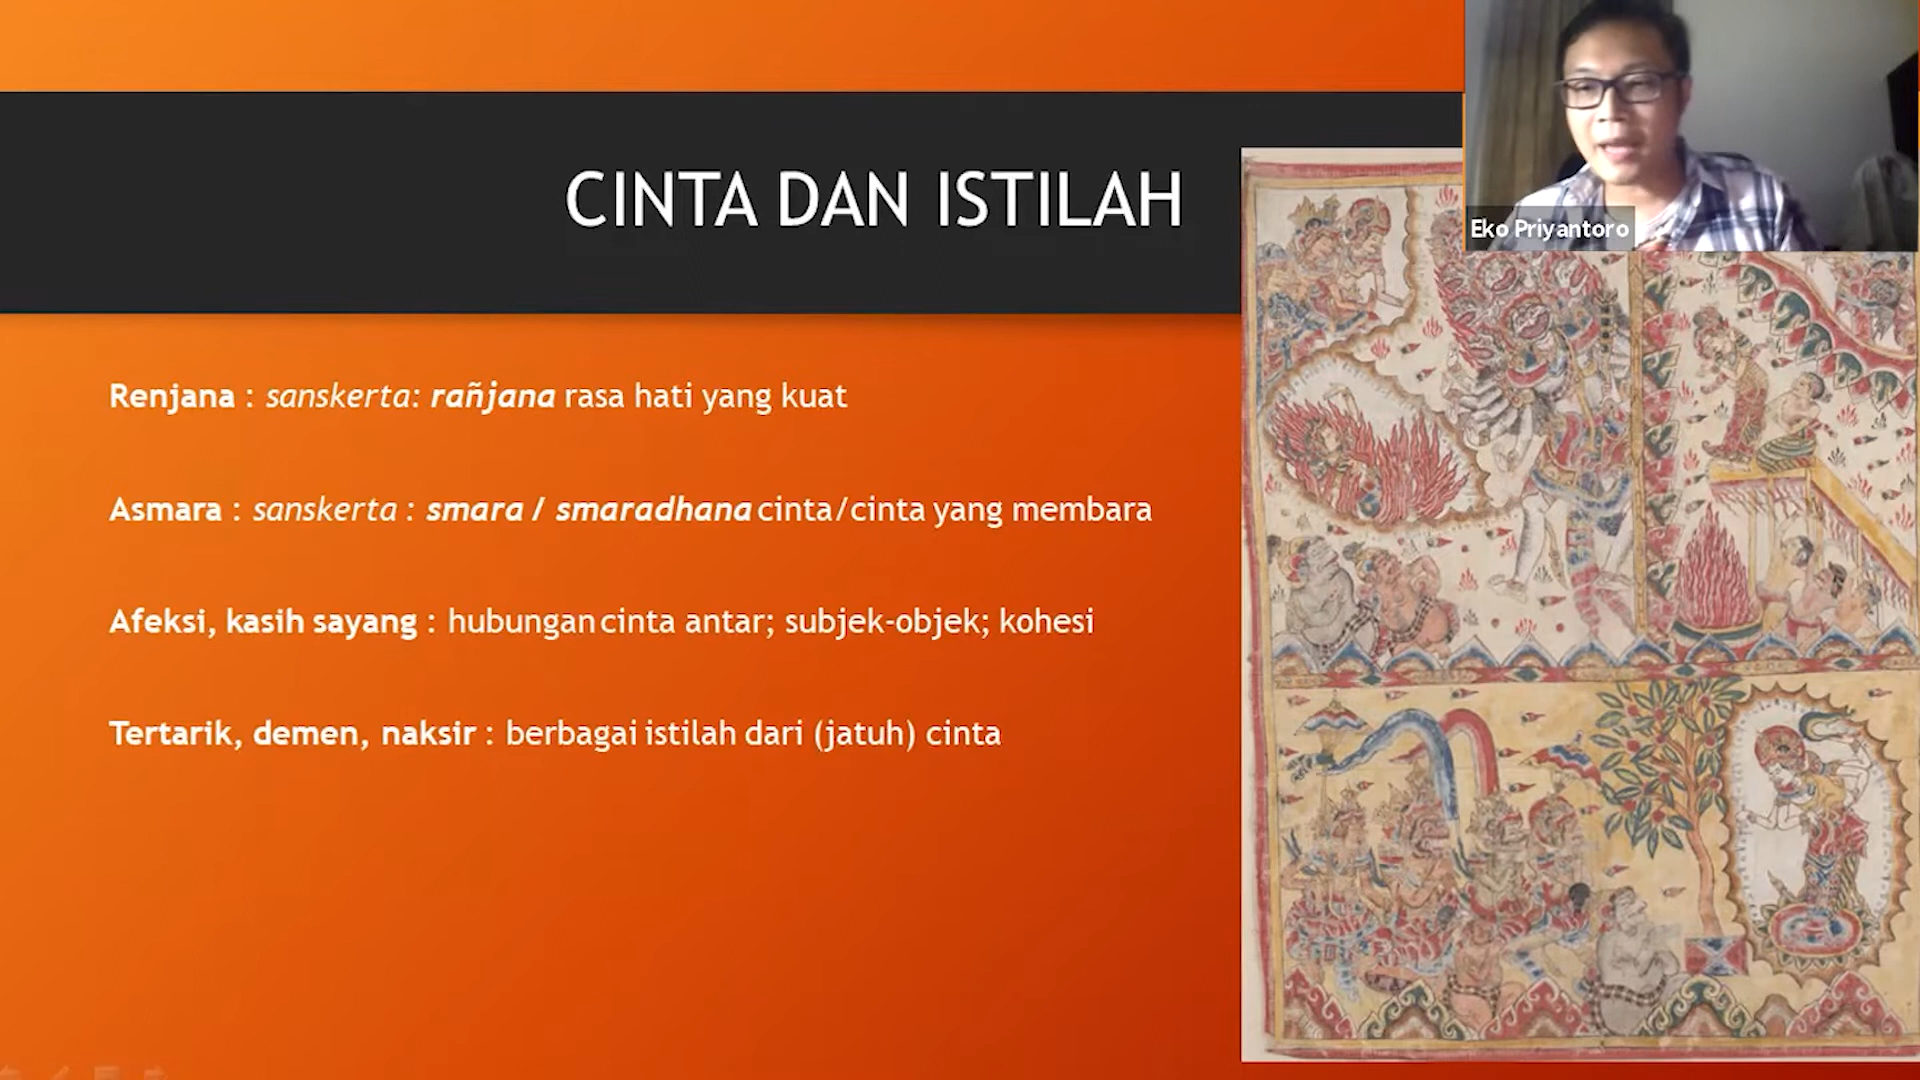 CINTA DAN ISTILAH
Eko Priyantoro
Renjana : sanskerta: rañjana rasa hati yang kuat
Asmara : sanskerta : smara / smaradhana cinta/cinta yang membara
Afeksi, kasih sayang : hubungan cinta antar; subjek-objek; kohesi
Tertarik, demen, naksir : berbagai istilah dari (jatuh) cinta